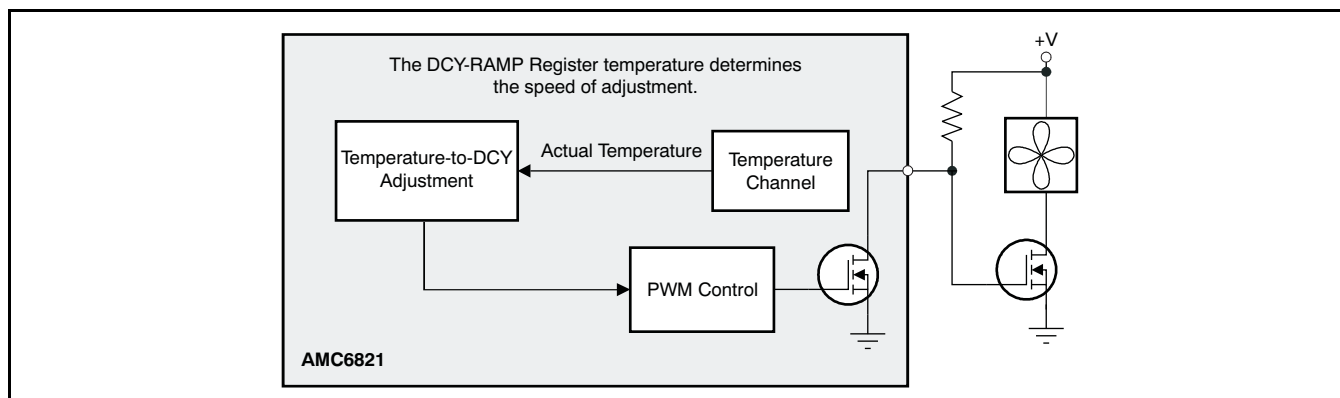 The DCY-RAMP Register temperature determines
the speed of adjustment.
+V
Temperature-to-DCY
Adjustment
Actual Temperature
Temperature
Channel
PWM Control
AMC6821